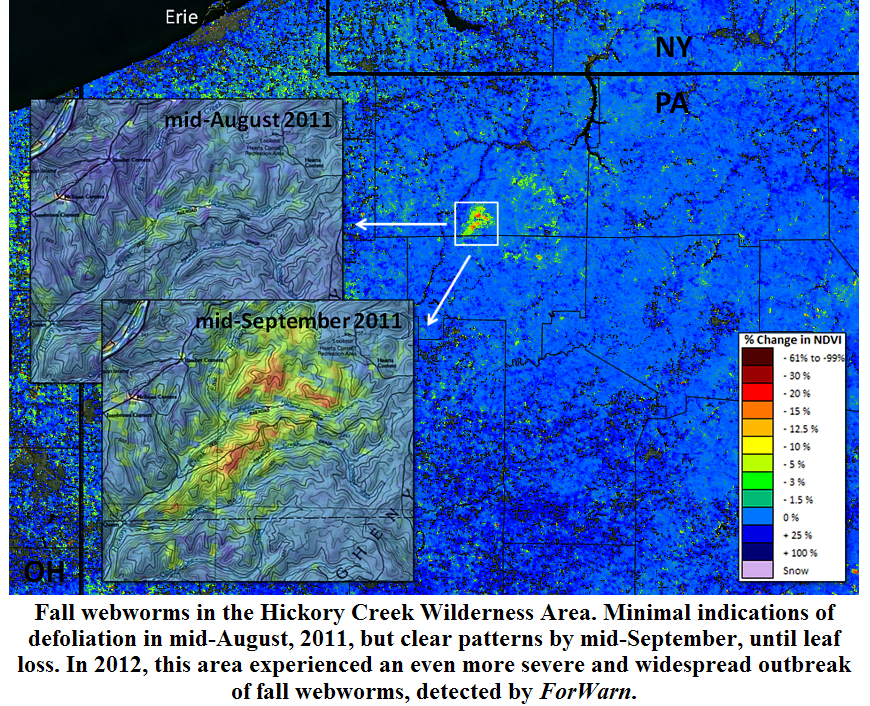 Erie
NY
PA
mid-August 2011
mid-September 2011
GHENY
OH
% Change in NDVI
- 61% to -99%
- 30 %
- 20 %
- 15 %
- 12.5 %
- 10 %
- 5 %
- 3 %
- 1.5 %
0 %
+ 25 %
+ 100 %
Snow
Fall webworms in the Hickory Creek Wilderness Area. Minimal indications of
defoliation in mid-August, 2011, but clear patterns by mid-September, until leaf
loss. In 2012, this area experienced an even more severe and widespread outbreak
of fall webworms, detected by ForWarn.